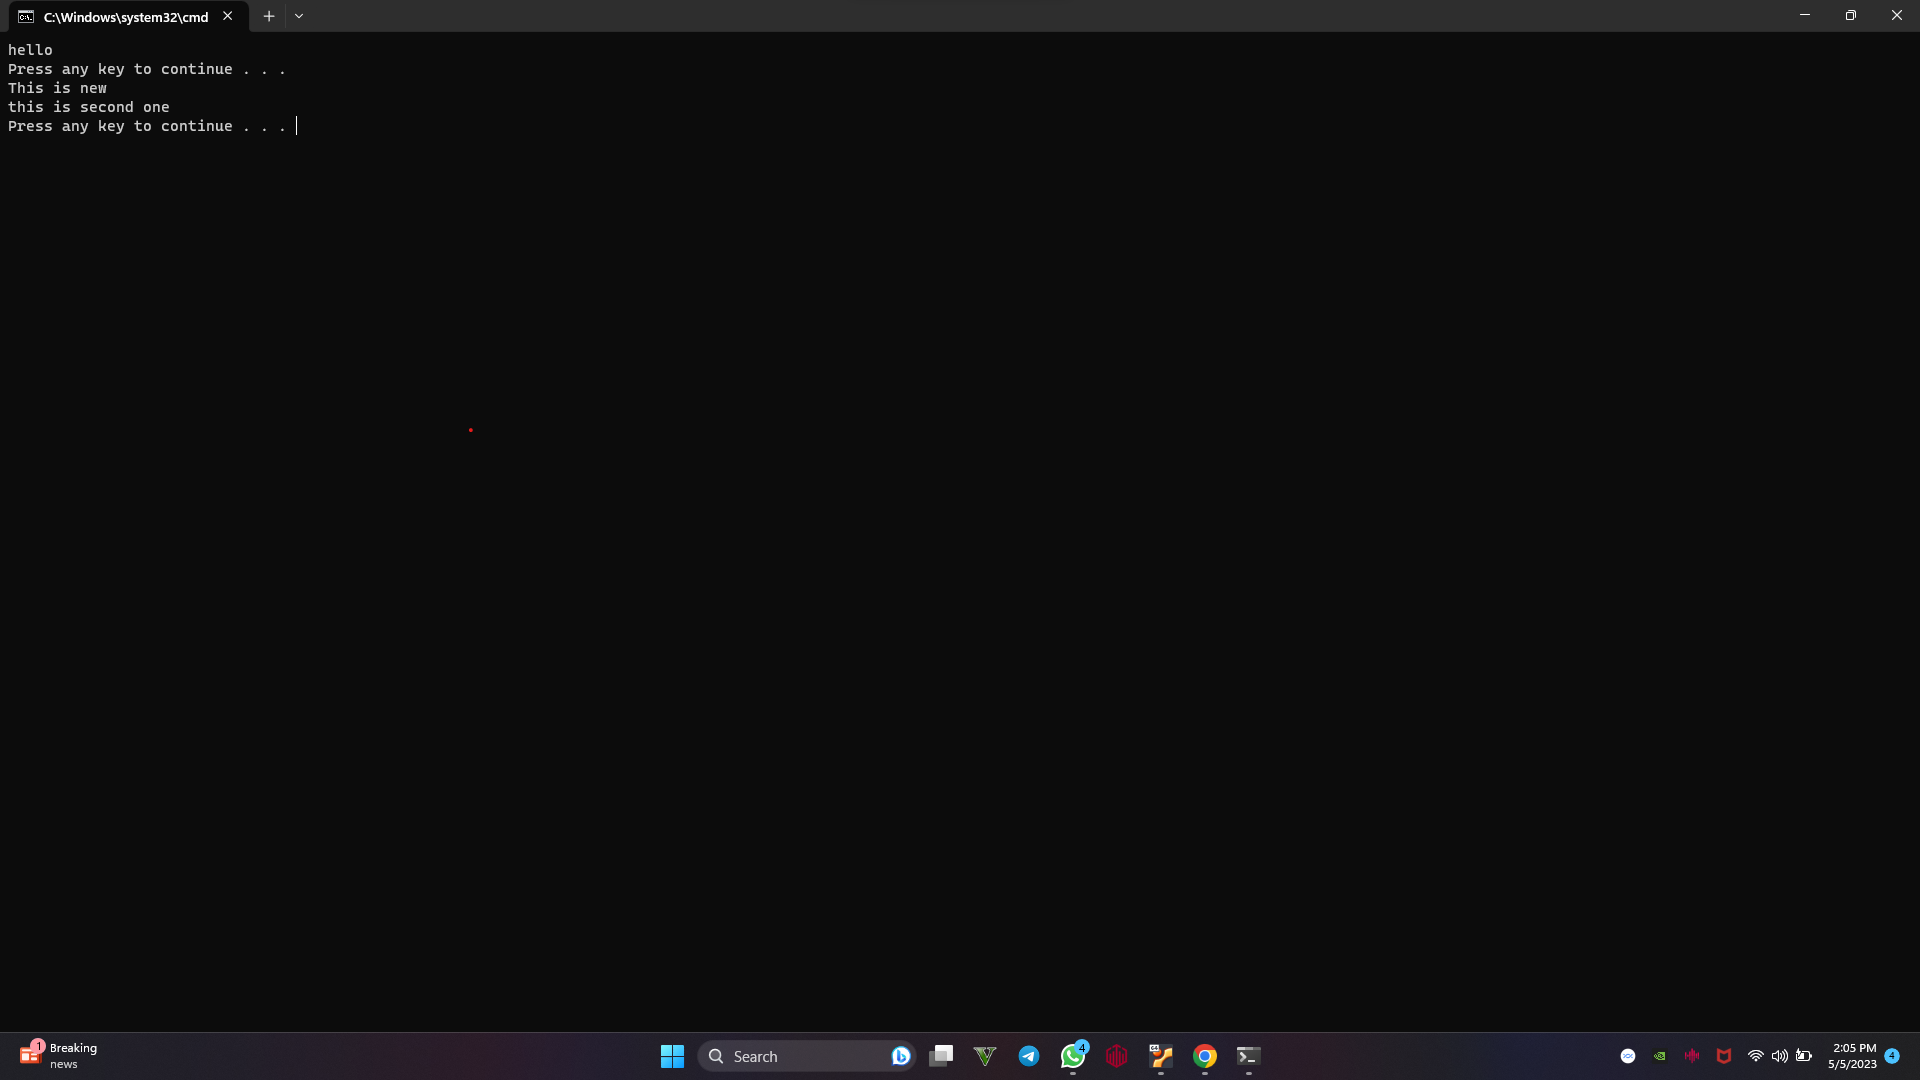 C:\Windows\system32\cmd
hello
Press any key to continue . . .
This is new
this is second one
Press any key to continue . . .
1
Breaking
news
Search
4
64
2:05 PM
5/5/2023
4